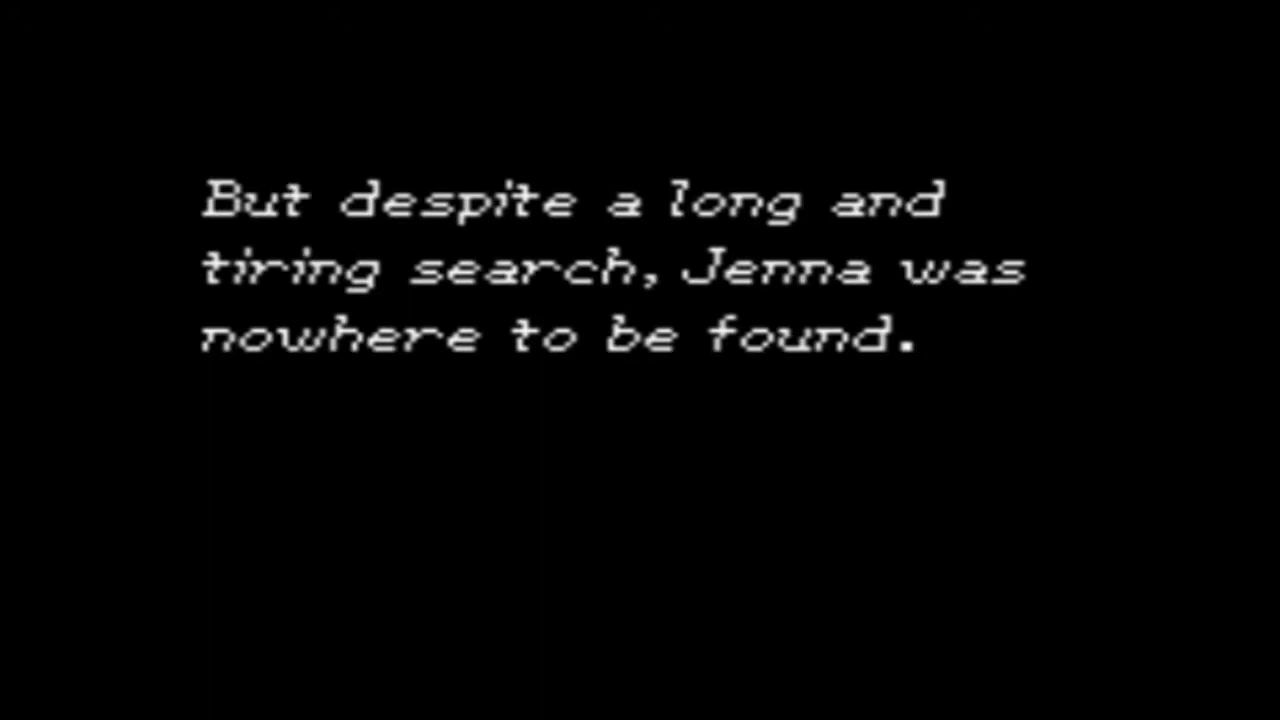 But despite a long and
tiring search, Jenna was
nowhere to be found.